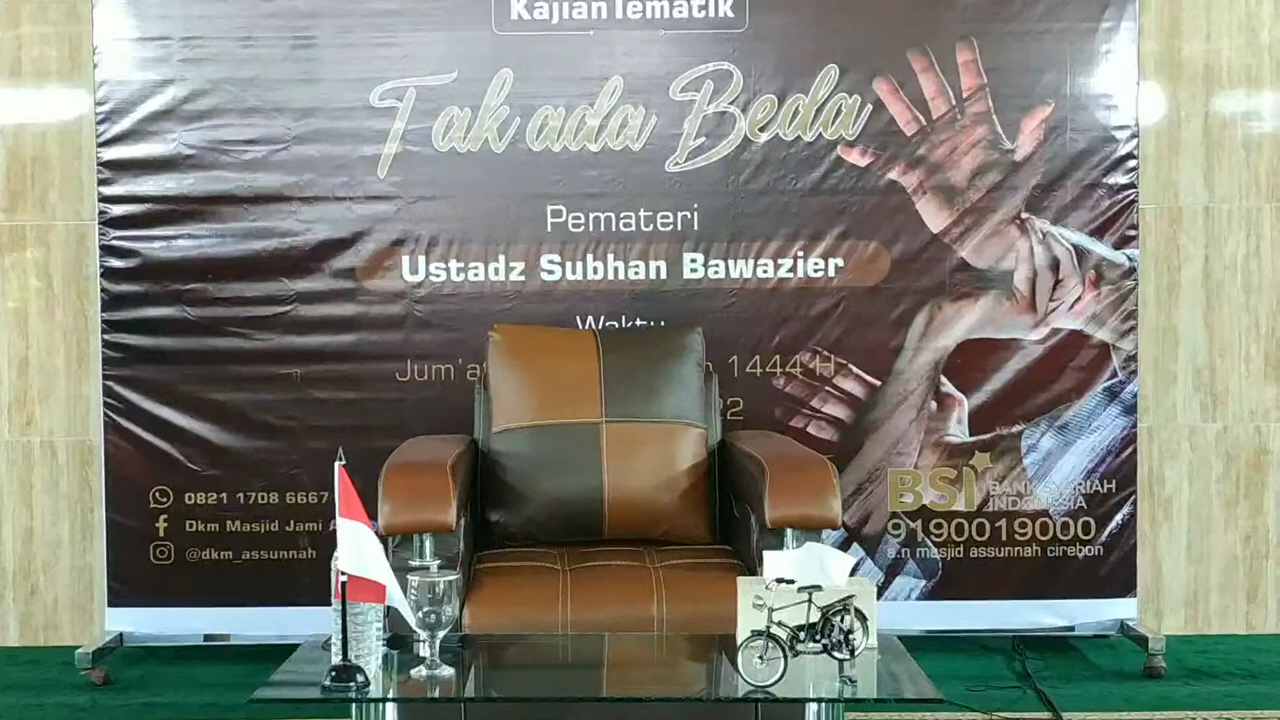 Kajian Tematik
Tak ada Beda
Pemateri
Ustadz Subhan Bawazier
Waktu
Jum'a
1444 H
22
0821 1708 6667
Dkm Masjid Jami
@dkm_assunnah
BSI BANK SYARIAH
INDONESIA
9190019000
a.n masjid assunnah cirebon